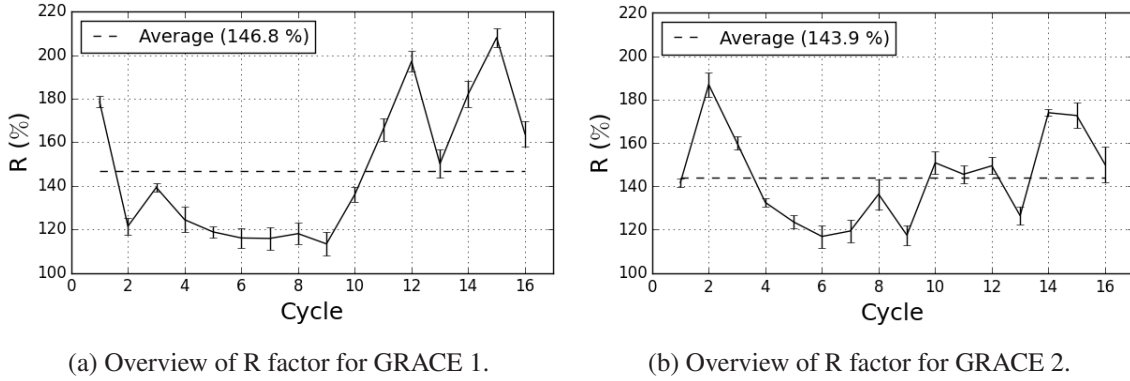 220
200
180
160
140
120
100
R (%)
Average (146.8 %)
0 2 4 6 8 10 12 14 16
Cycle
(a) Overview of R factor for GRACE 1.
220
200
180
160
140
120
100
R (%)
Average (143.9 %)
0 2 4 6 8 10 12 14 16
Cycle
(b) Overview of R factor for GRACE 2.